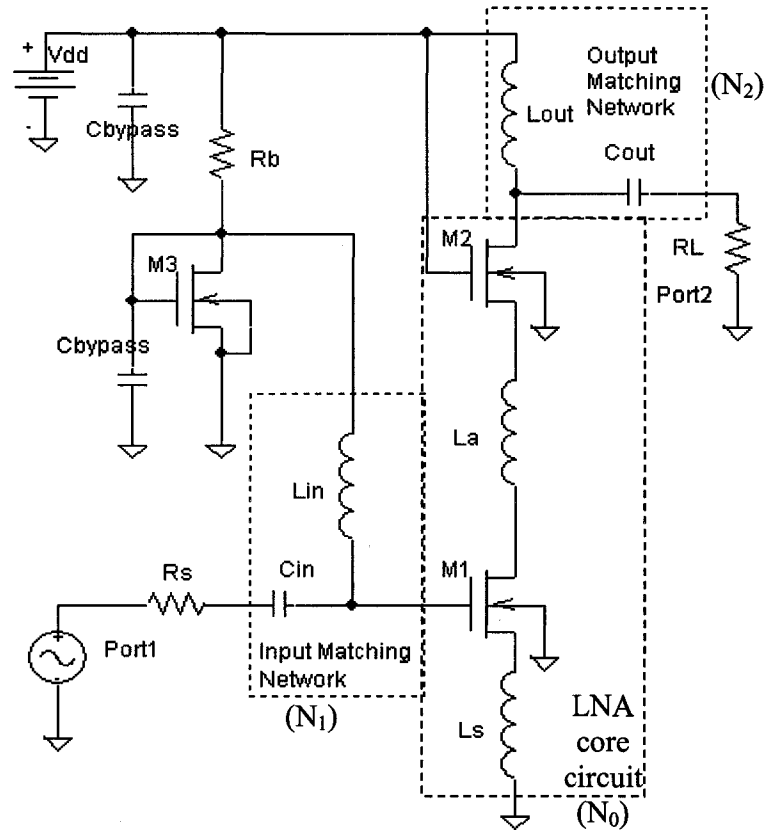 +
Vdd
-
Cbypass
Rb
Lout
Output
Matching
Network
(N₂)
Cout
M2
RL
Port2
M3
Cbypass
La
Lin
M1
Rs
Cin
Port1
+
Input Matching
Network
(N₁)
Ls
LNA
core
circuit
(N₀)